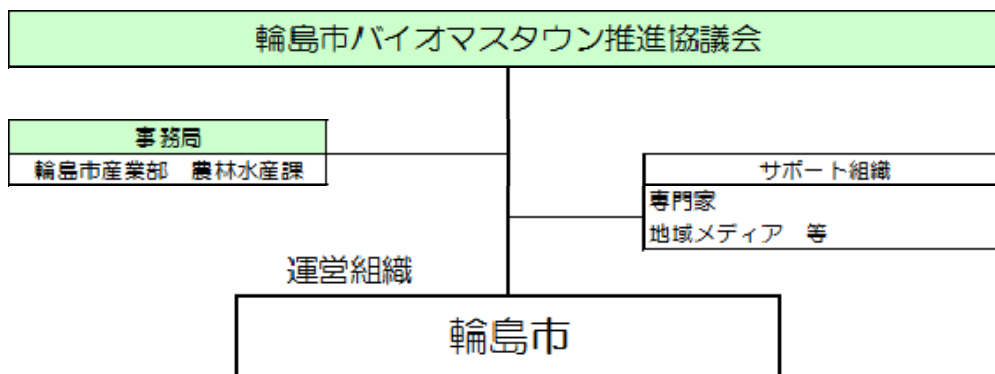 輪島市バイオマスタウン推進協議会
事務局
輪島市産業部　農林水産課
サポート組織
専門家
地域メディア　等
運営組織
輪島市